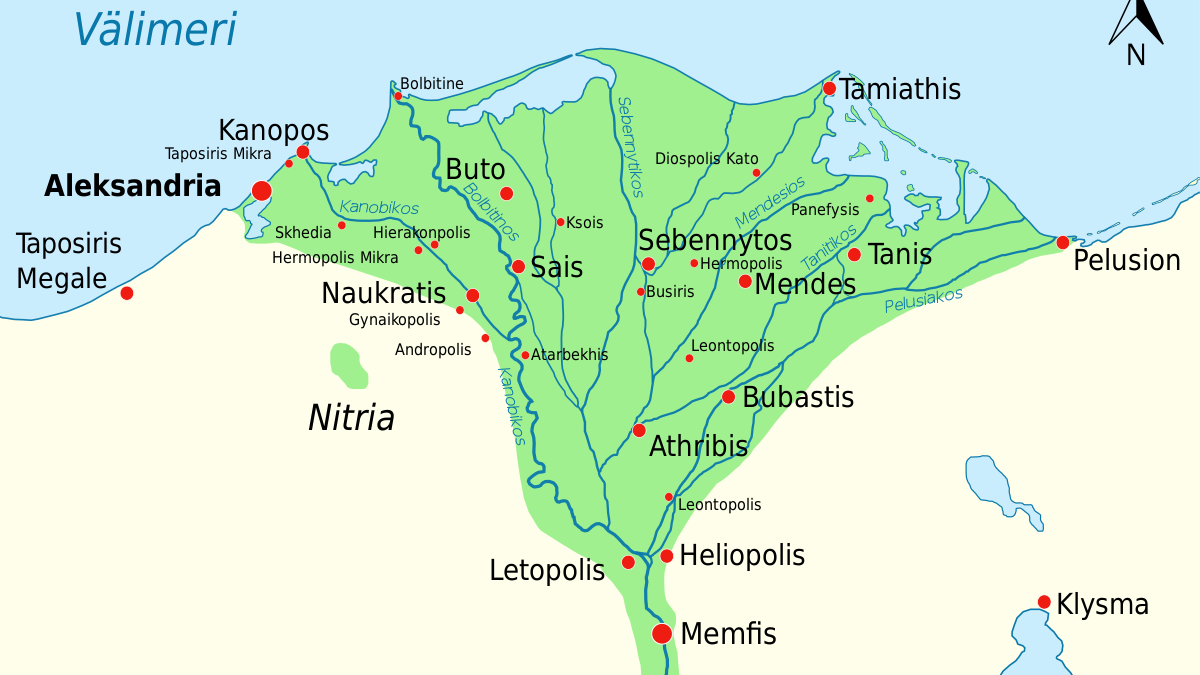 Välimeri
N
Bolbitine
Tamiathis
Kanopos
Taposiris Mikra
Aleksandria
Sebennytikos
Diospolis Kato
Buto
Bolbitinos
Mendesios
Kanobikos
Panefysis
Skhedia
Hierakonpolis
Ksois
Taposiris
Megale
Hermopolis Mikra
Sebennytos
Tanitikos
Tanis
Pelusion
Sais
Hermopolis
Mendes
Naukratis
Busiris
Pelusiakos
Gynaikopolis
Andropolis
Atarbekhis
Leontopolis
Kanobikos
Nitria
Bubastis
Athribis
Leontopolis
Letopolis
Heliopolis
Klysma
Memfis